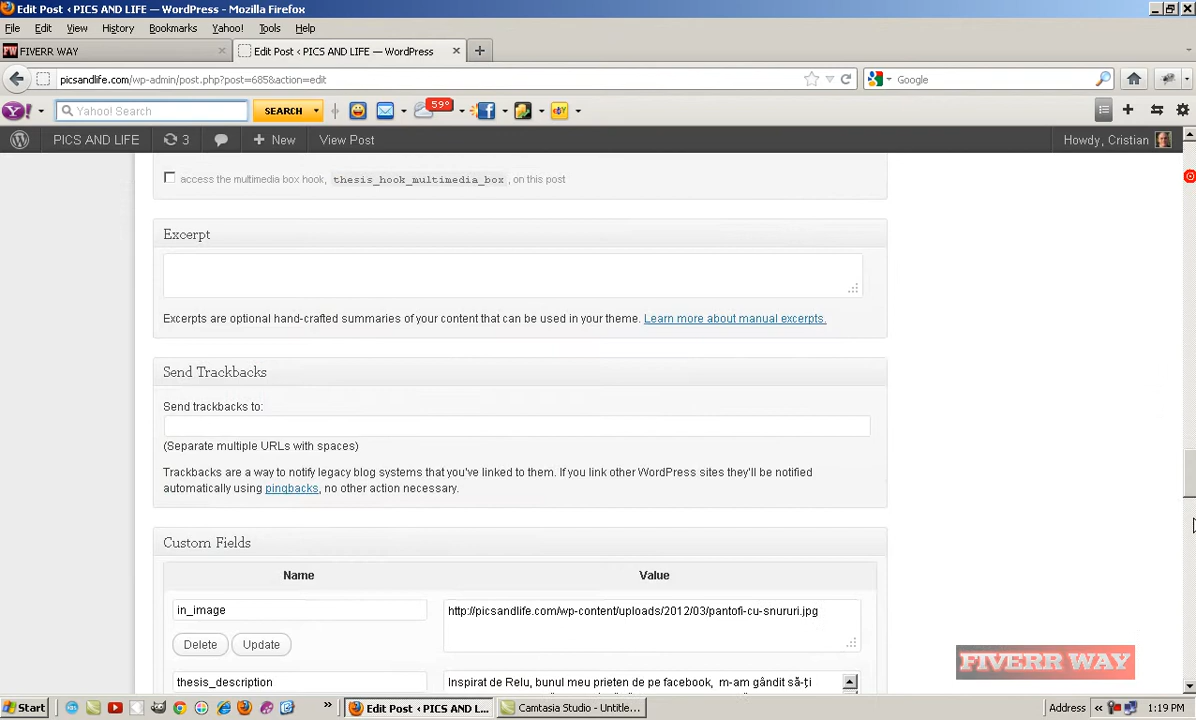 Edit Post ‹ PICS AND LIFE — WordPress - Mozilla Firefox
File Edit View History Bookmarks Yahoo! Tools Help
FW FIVERR WAY × Edit Post ‹ PICS AND LIFE — WordPress × +
picsandlife.com/wp-admin/post.php?post=685&action=edit Google
Y! Yahoo! Search SEARCH 59° eBY
PICS AND LIFE 3 + New View Post Howdy, Cristian
access the multimedia box hook, thesis_hook_multimedia_box , on this post
Excerpt
Excerpts are optional hand-crafted summaries of your content that can be used in your theme. Learn more about manual excerpts.
Send Trackbacks
Send trackbacks to:
(Separate multiple URLs with spaces)
Trackbacks are a way to notify legacy blog systems that you've linked to them. If you link other WordPress sites they'll be notified
automatically using pingbacks, no other action necessary.
Custom Fields
Name Value
in_image http://picsandlife.com/wp-content/uploads/2012/03/pantofi-cu-snururi.jpg
Delete Update
FIVERR WAY
thesis_description Inspirat de Relu, bunul meu prieten de pe facebook, m-am gândit să-ți
Start » Edit Post ‹ PICS AND L... Camtasia Studio - Untitle... Address « 1:19 PM